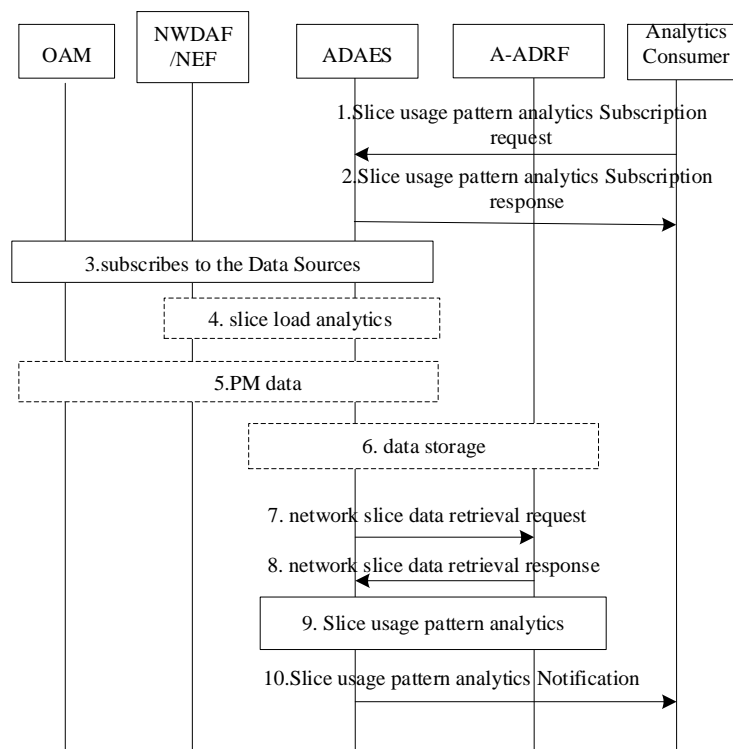 OAM
NWDAF
/NEF
ADAES
A-ADRF
Analytics
Consumer
1.Slice usage pattern analytics Subscription
request
2.Slice usage pattern analytics Subscription
response
3.subscribes to the Data Sources
4. slice load analytics
5.PM data
6. data storage
7. network slice data retrieval request
8. network slice data retrieval response
9. Slice usage pattern analytics
10.Slice usage pattern analytics Notification